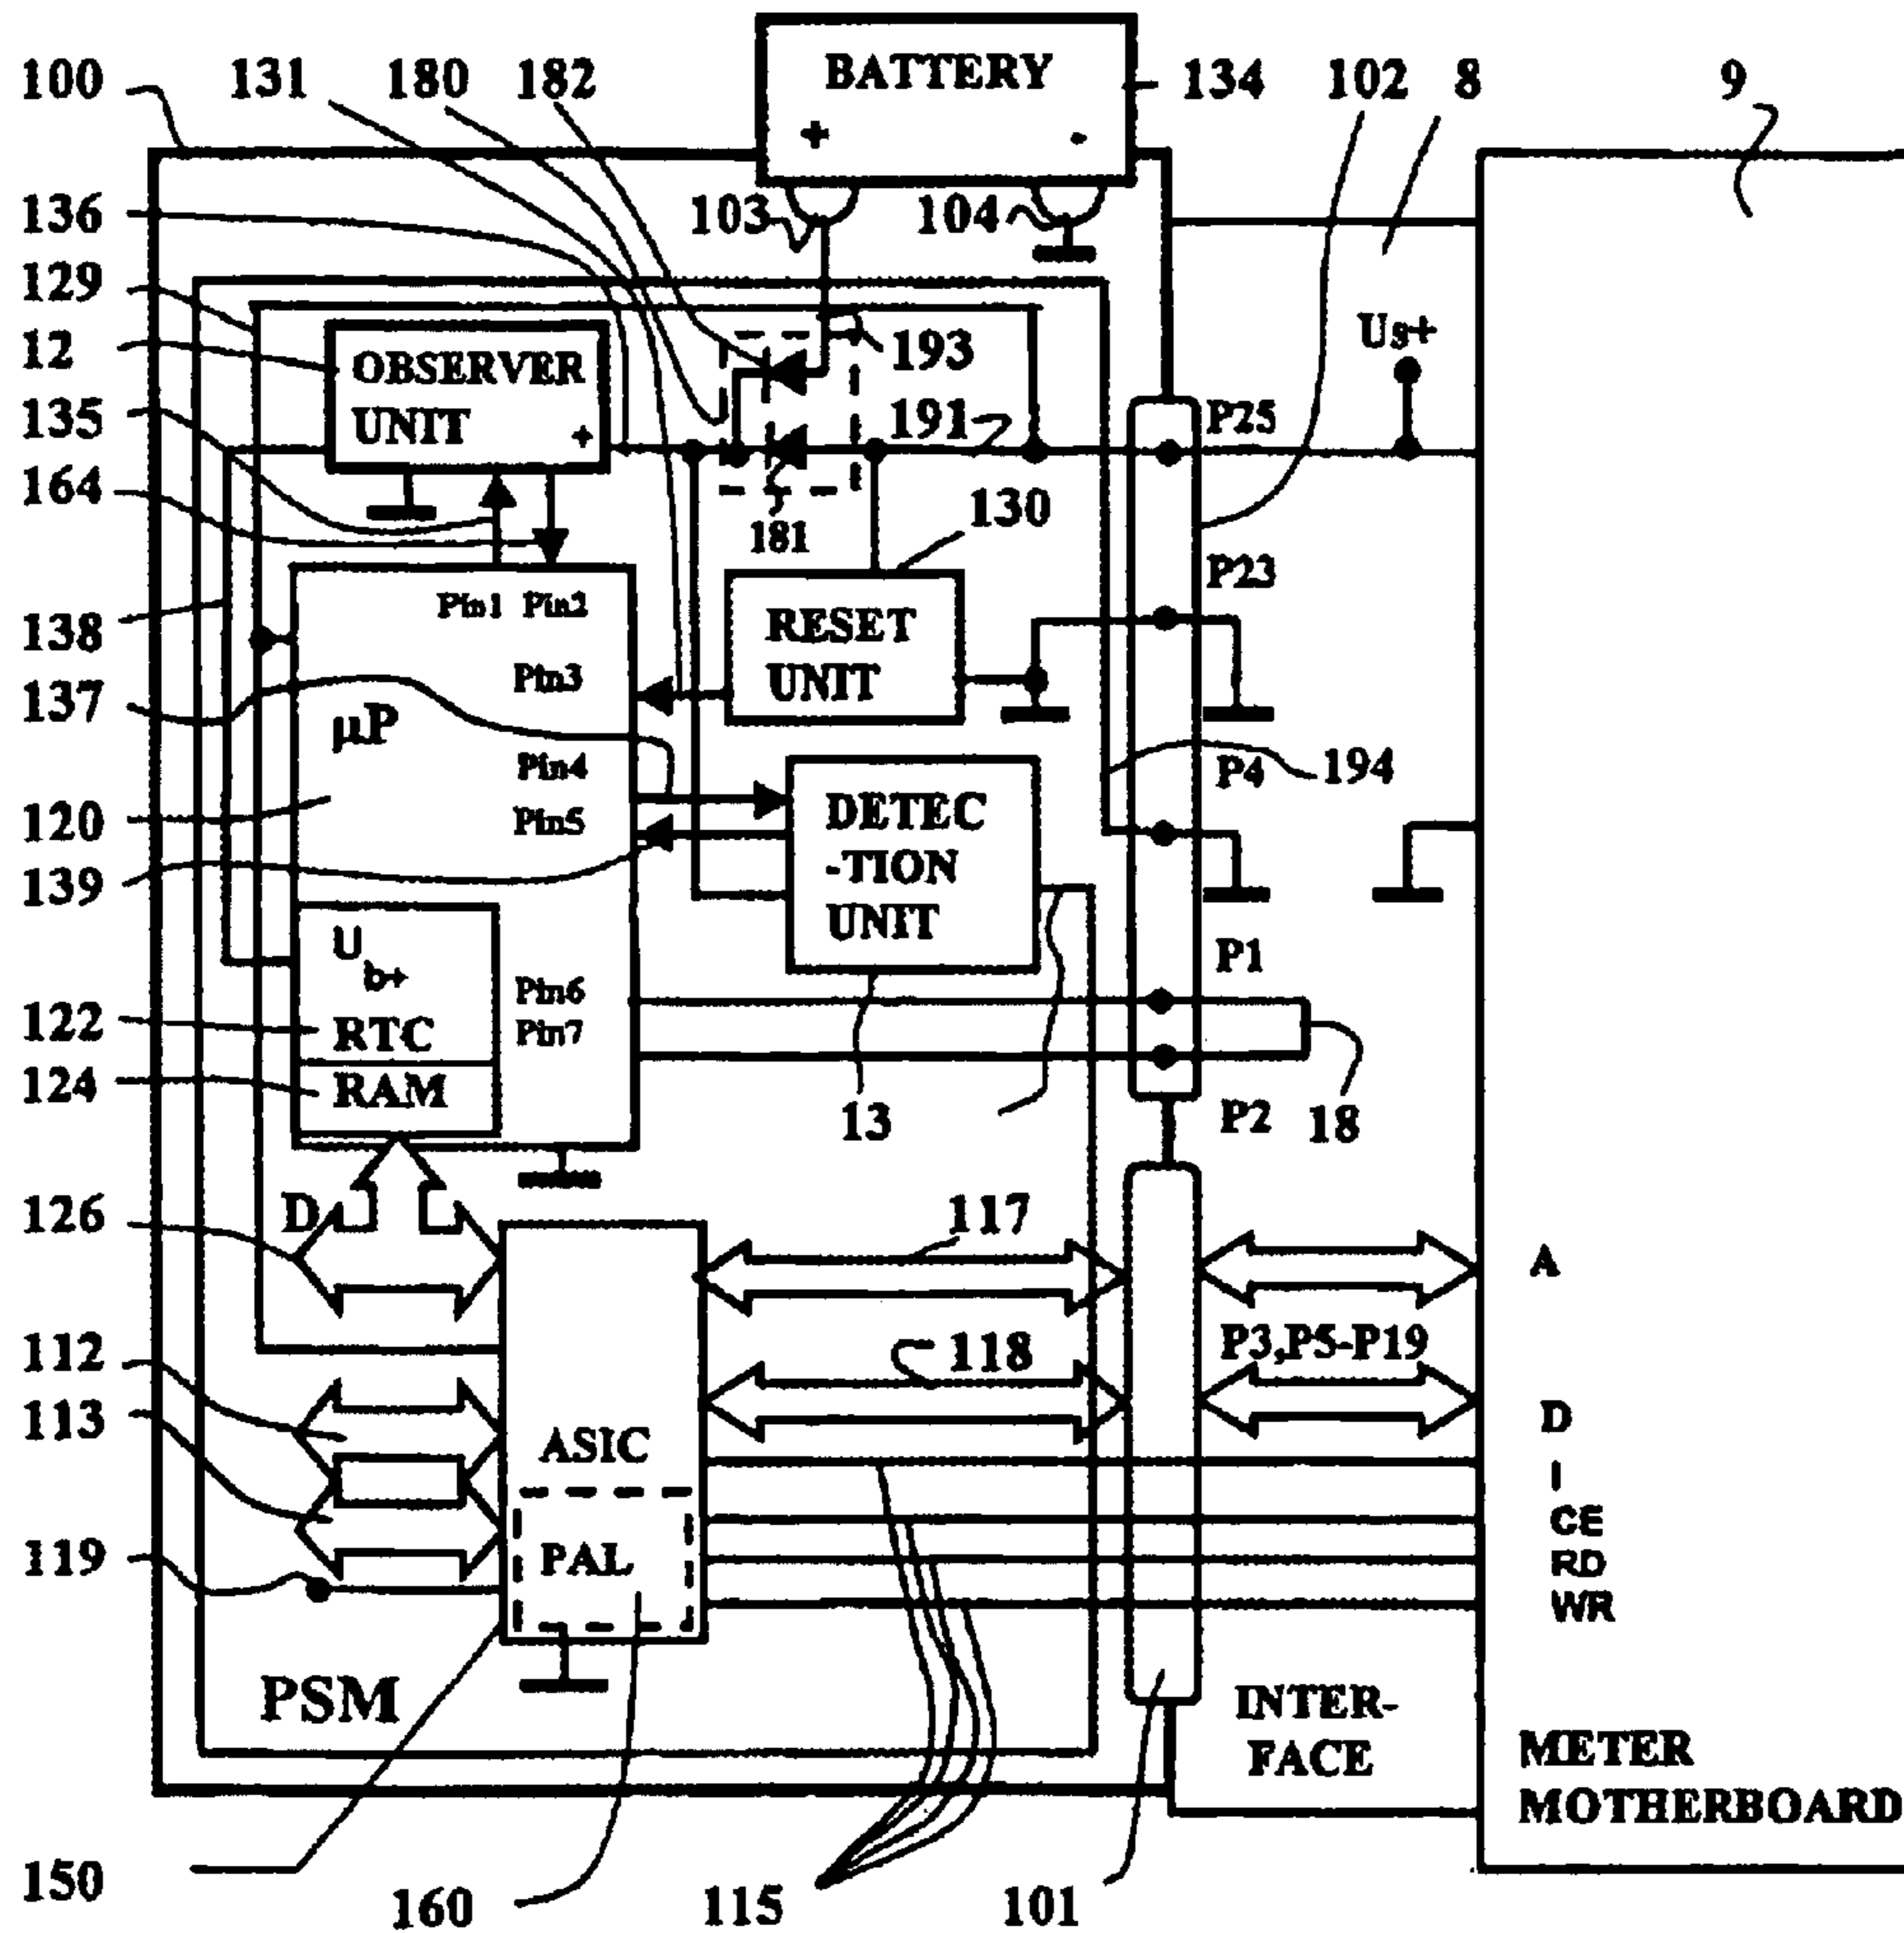 BATTERY
+ -
100
131
180
182
134
102
8
9
136
103
104
129
12
OBSERVER
UNIT
+
193
Us+
135
191
P25
164
181
130
P23
138
Pin1 Pin2
RESET
UNIT
Pin3
137
µP
Pin4
P4
194
120
Pin5
DETEC
-TION
UNIT
139
U
b+
P1
122
RTC
Pin6
Pin7
124
RAM
13
P2
18
126
D
117
A
112
118
P3,P5-P19
113
ASIC
D
I
CE
RD
WR
119
PAL
PSM
INTER-
FACE
METER
MOTHERBOARD
150
160
115
101